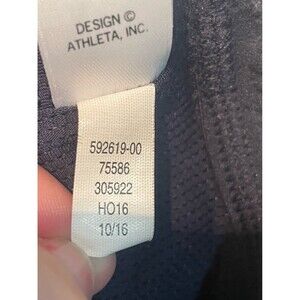 DESIGN ©
ATHLETA, INC.
592619-00
75586
305922
HO16
10/16